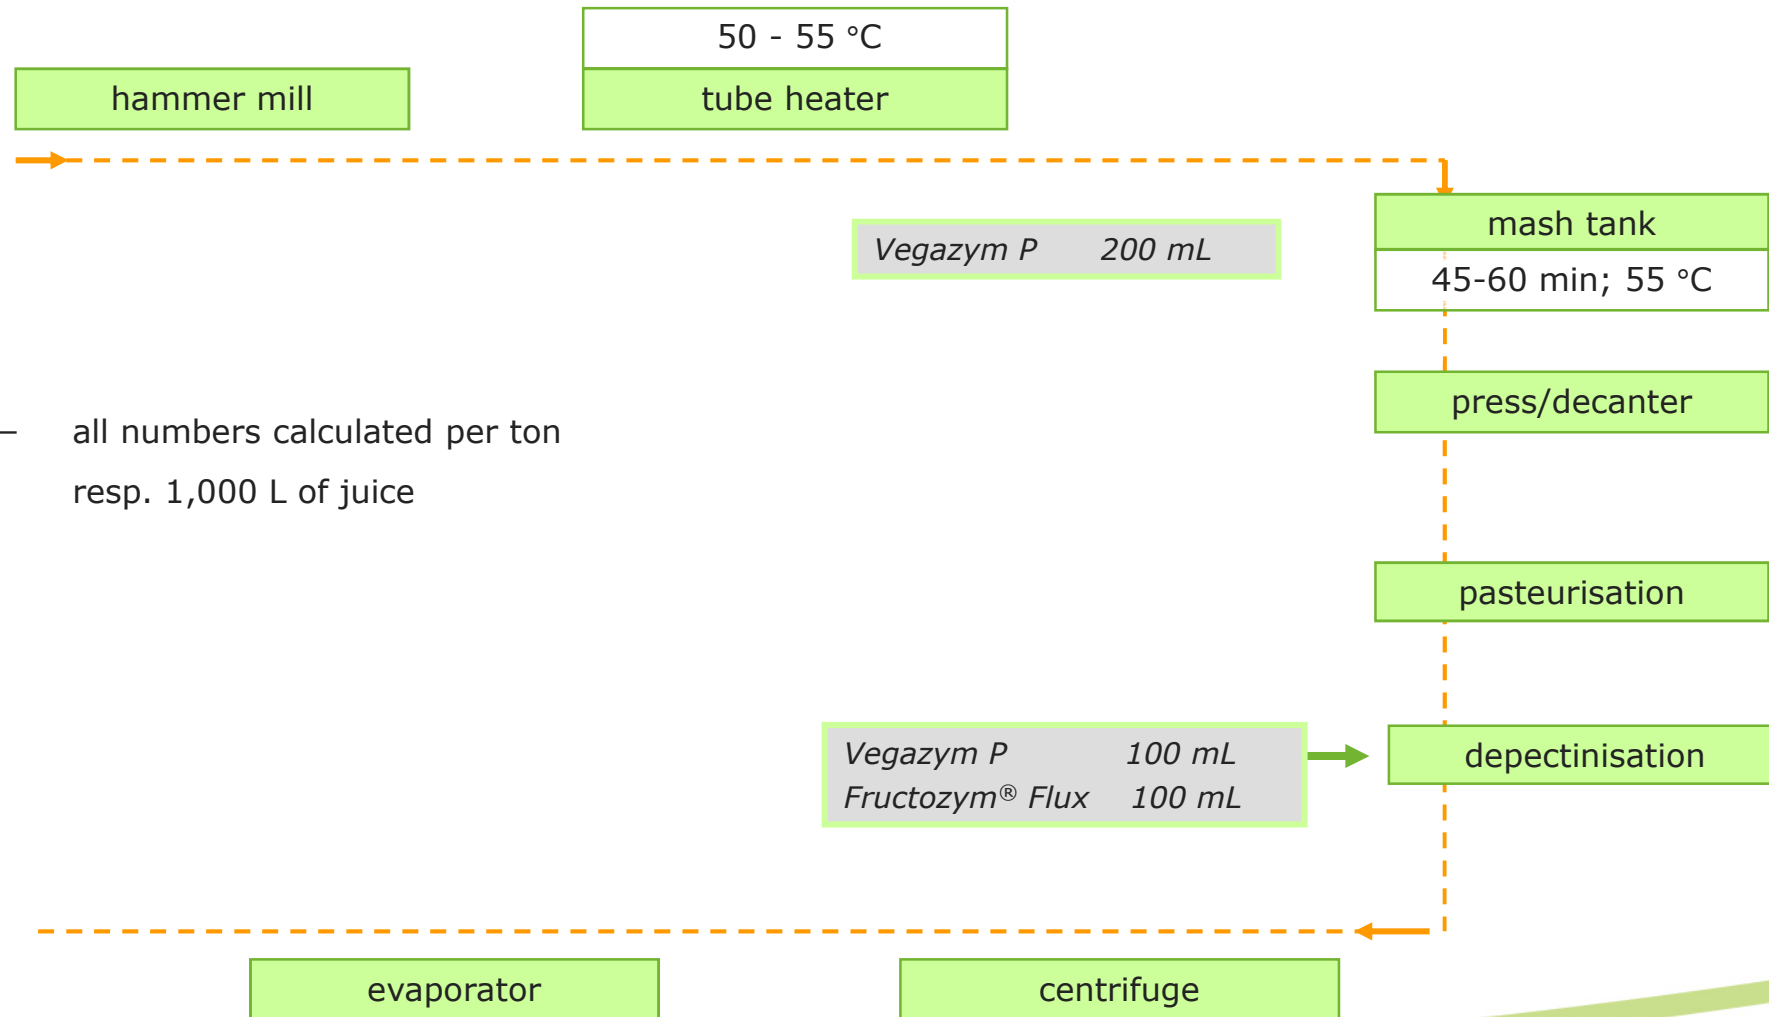 50 - 55 °C
hammer mill
tube heater
mash tank
Vegazym P 200 mL
45-60 min; 55 °C
press/decanter
– all numbers calculated per ton
resp. 1,000 L of juice
pasteurisation
Vegazym P 100 mL
Fructozym® Flux 100 mL
depectinisation
evaporator
centrifuge